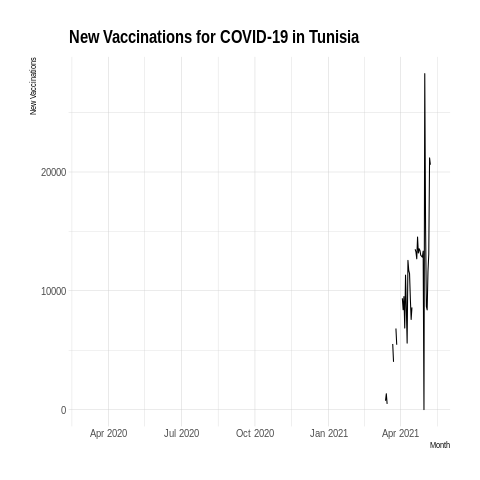 New Vaccinations for COVID-19 in Tunisia
New Vaccinations
20000
10000
0
Apr 2020 Jul 2020 Oct 2020 Jan 2021 Apr 2021
Month